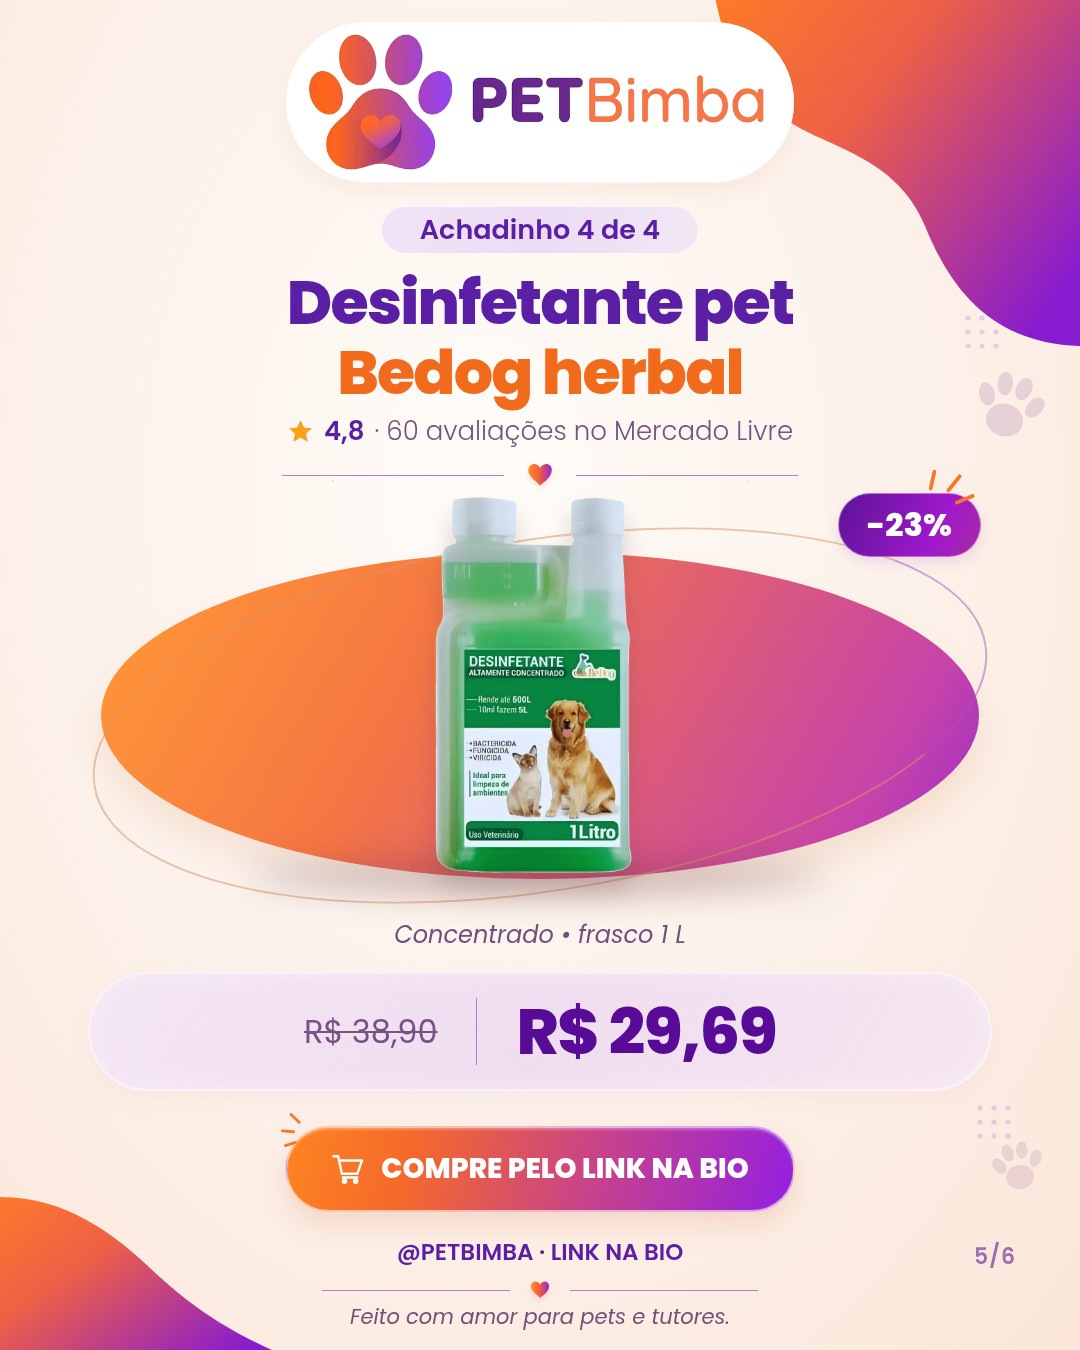 PETBimba
Achadinho 4 de 4
Desinfetante pet
Bedog herbal
4,8 · 60 avaliações no Mercado Livre
-23%
DESINFETANTE
ALTAMENTE CONCENTRADO
BeDog
Rende até 500L
10ml fazem 5L
BACTERICIDA
FUNGICIDA
VIRICIDA
Ideal para
limpeza de
ambientes
Uso Veterinário
1Litro
Concentrado • frasco 1 L
R$ 38,90
R$ 29,69
COMPRE PELO LINK NA BIO
@PETBIMBA · LINK NA BIO
5/6
Feito com amor para pets e tutores.